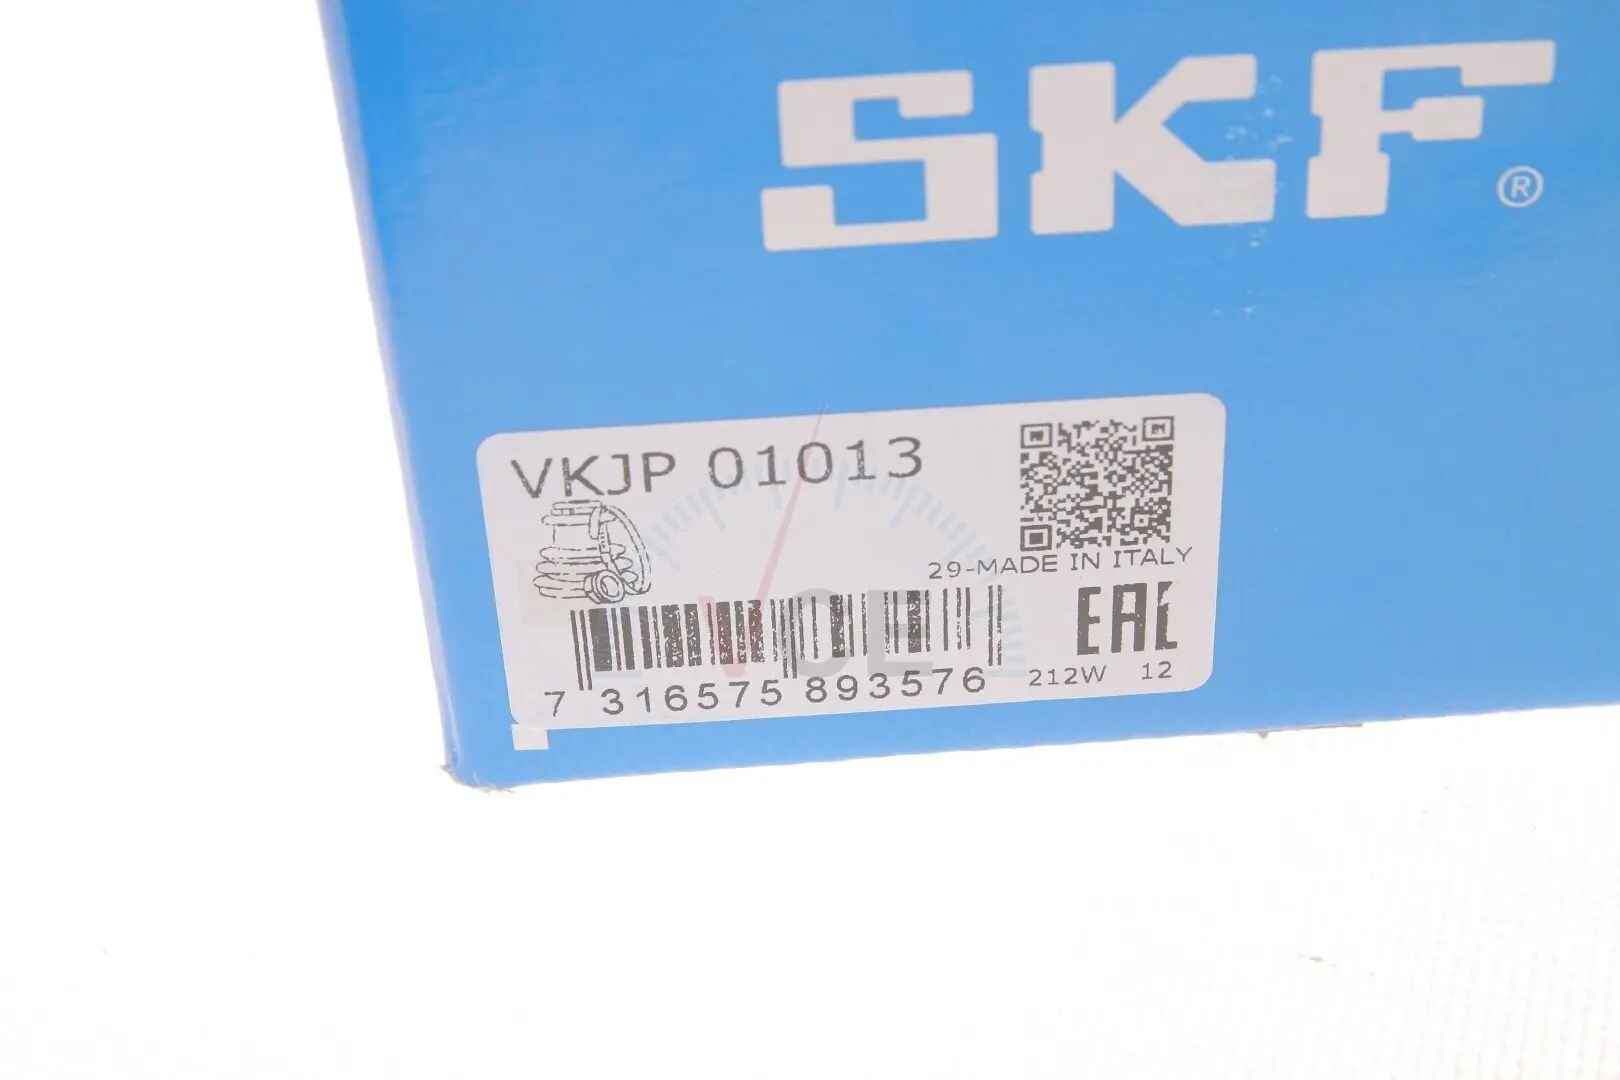 SKF®
VKJP 01013
29-MADE IN ITALY
EAC
7 316575 893576
212W 12